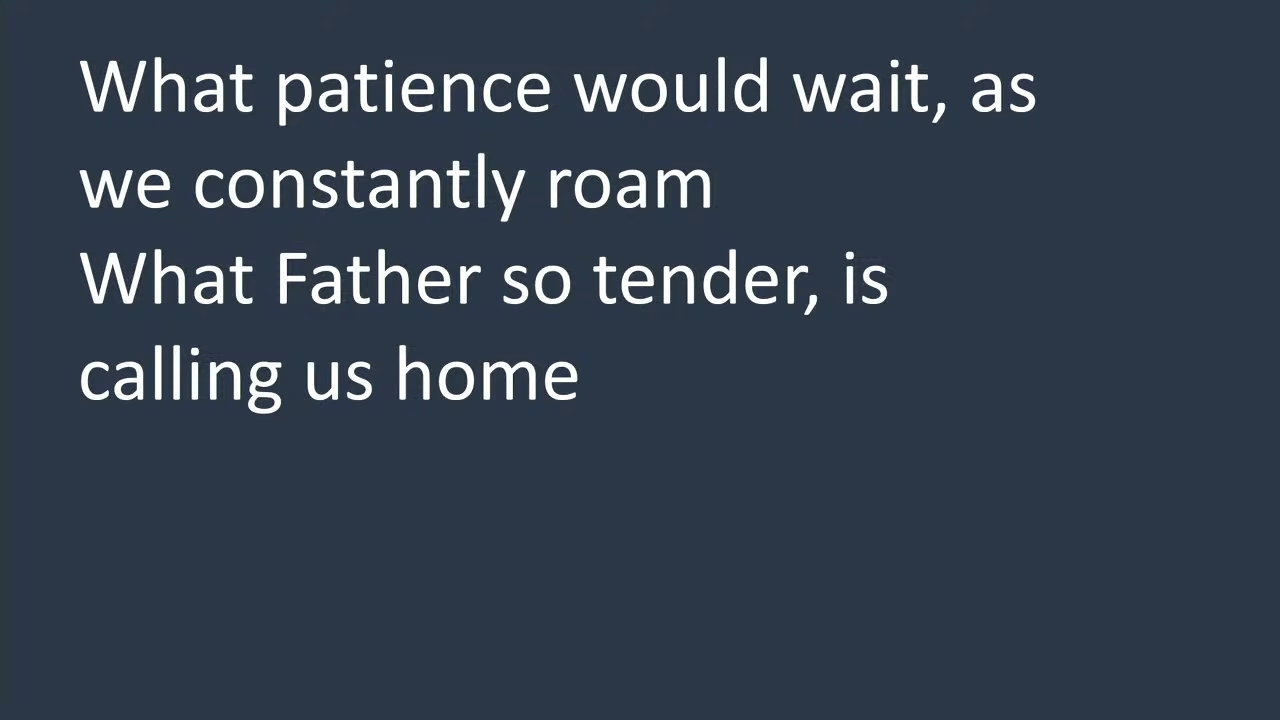 What patience would wait, as
we constantly roam
What Father so tender, is
calling us home